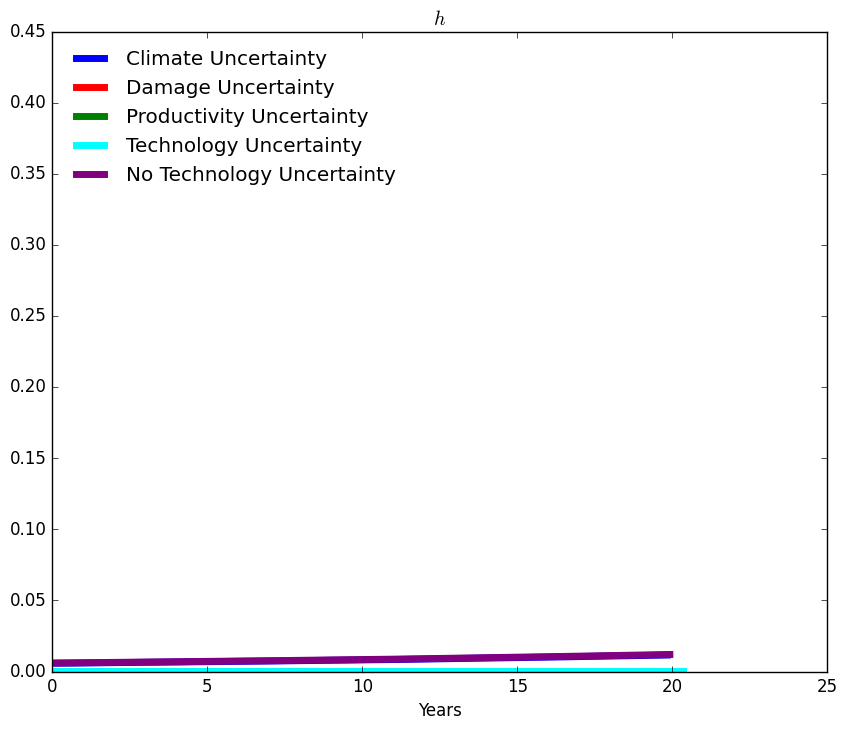 h
0.45
Climate Uncertainty
Damage Uncertainty
0.40
Productivity Uncertainty
Technology Uncertainty
0.35
No Technology Uncertainty
0.30
0.25
0.20
0.15
0.10
0.05
0.00
0 5 10 15 20 25
Years